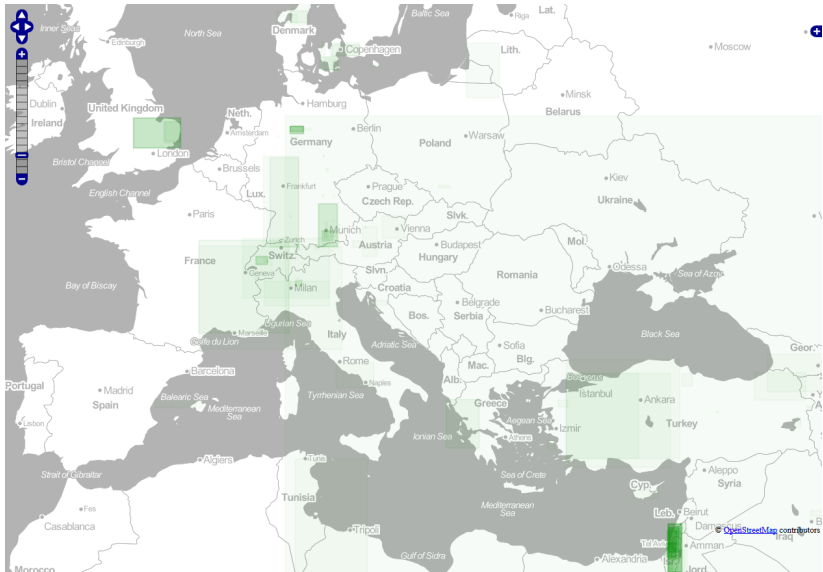 Baltic Sea
Riga
Lat.
Inner Seas
North Sea
Denmark
Edinburgh
Copenhagen
Lith.
Moscow
Minsk
Dublin
United Kingdom
Ireland
Neth.
Hamburg
Belarus
Amsterdam
Berlin
Germany
Poland
Warsaw
London
Bristol Channel
Brussels
Kiev
English Channel
Lux.
Frankfurt
Prague
Czech Rep.
Ukraine
Paris
Slvk.
Munich
Vienna
Zurich
Austria
Budapest
Mol.
France
Switz.
Hungary
Geneva
Slvn.
Romania
Odessa
Sea of Azov
Bay of Biscay
Milan
Croatia
Belgrade
Bos.
Serbia
Bucharest
Ligurian Sea
Marseille
Golfe du Lion
Italy
Adriatic Sea
Black Sea
Sofia
Rome
Mac.
Blg.
Geor.
Barcelona
Naples
Alb.
Portugal
Madrid
Spain
Balearic Sea
Mediterranean
Sea
Tyrrhenian Sea
Istanbul
Ankara
Greece
Turkey
Lisbon
Ionian Sea
Aegean Sea
Izmir
Athens
Algiers
Tunis
Strait of Gibraltar
Sea of Crete
Aleppo
Cyp.
Syria
Tunisia
Mediterranean
Sea
Fes
Leb.
Beirut
Casablanca
Tripoli
© OpenStreetMap contributors
Iraq
Amman
Gulf of Sidra
Alexandria
Jord.
Morocco